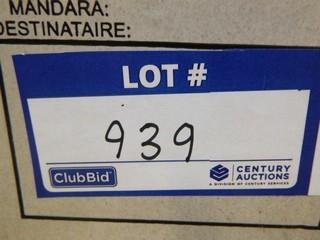 MANDARA:
DESTINATAIRE:
LOT #
939
ClubBid
CENTURY
AUCTIONS
A DIVISION OF CENTURY SERVICES